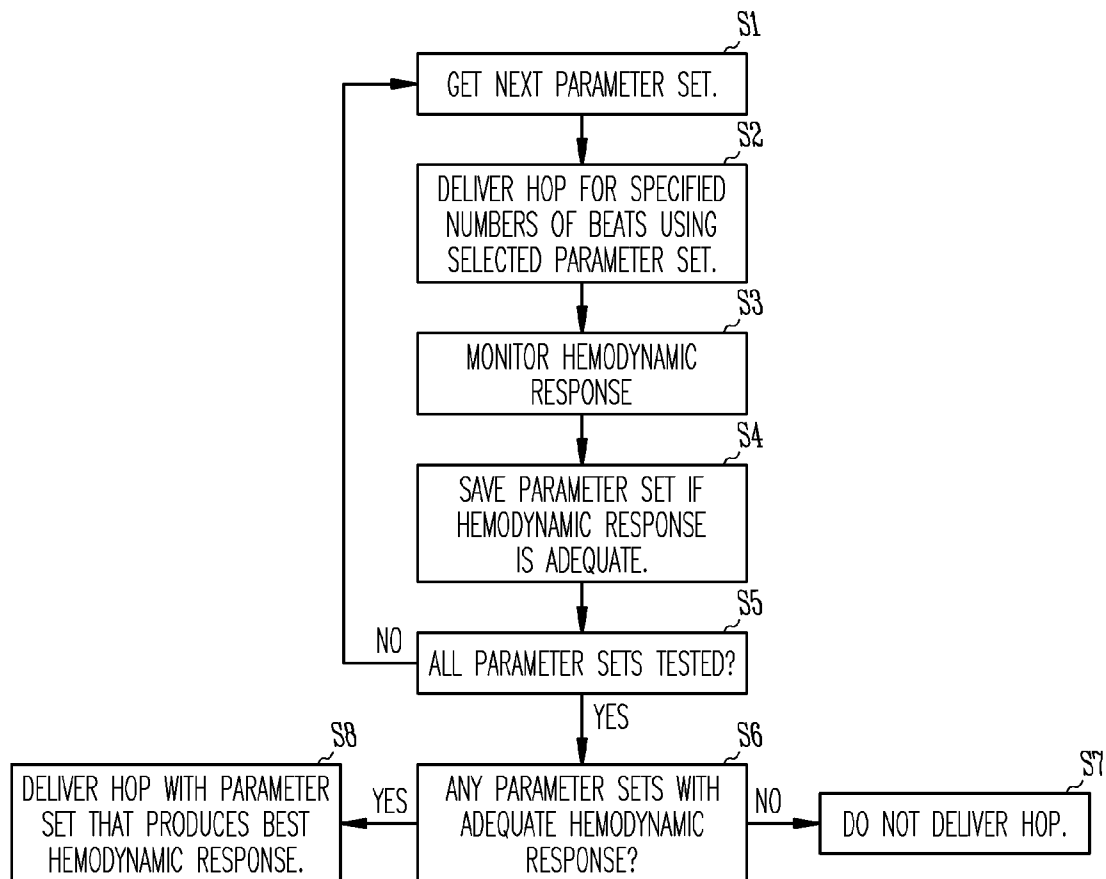 S1
GET NEXT PARAMETER SET.
S2
DELIVER HOP FOR SPECIFIED
NUMBERS OF BEATS USING
SELECTED PARAMETER SET.
S3
MONITOR HEMODYNAMIC
RESPONSE
S4
SAVE PARAMETER SET IF
HEMODYNAMIC RESPONSE
IS ADEQUATE.
S5
NO
ALL PARAMETER SETS TESTED?
YES
S8
DELIVER HOP WITH PARAMETER
SET THAT PRODUCES BEST
HEMODYNAMIC RESPONSE.
YES
S6
ANY PARAMETER SETS WITH
ADEQUATE HEMODYNAMIC
RESPONSE?
NO
S7
DO NOT DELIVER HOP.